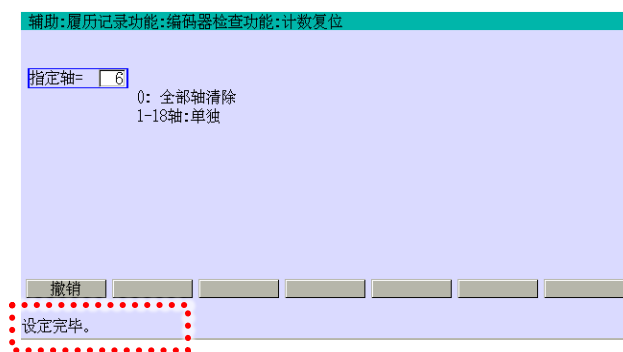 辅助:履历记录功能:编码器检查功能:计数复位
指定轴= 6
0: 全部轴清除
1-18轴:单独
撤销
设定完毕。